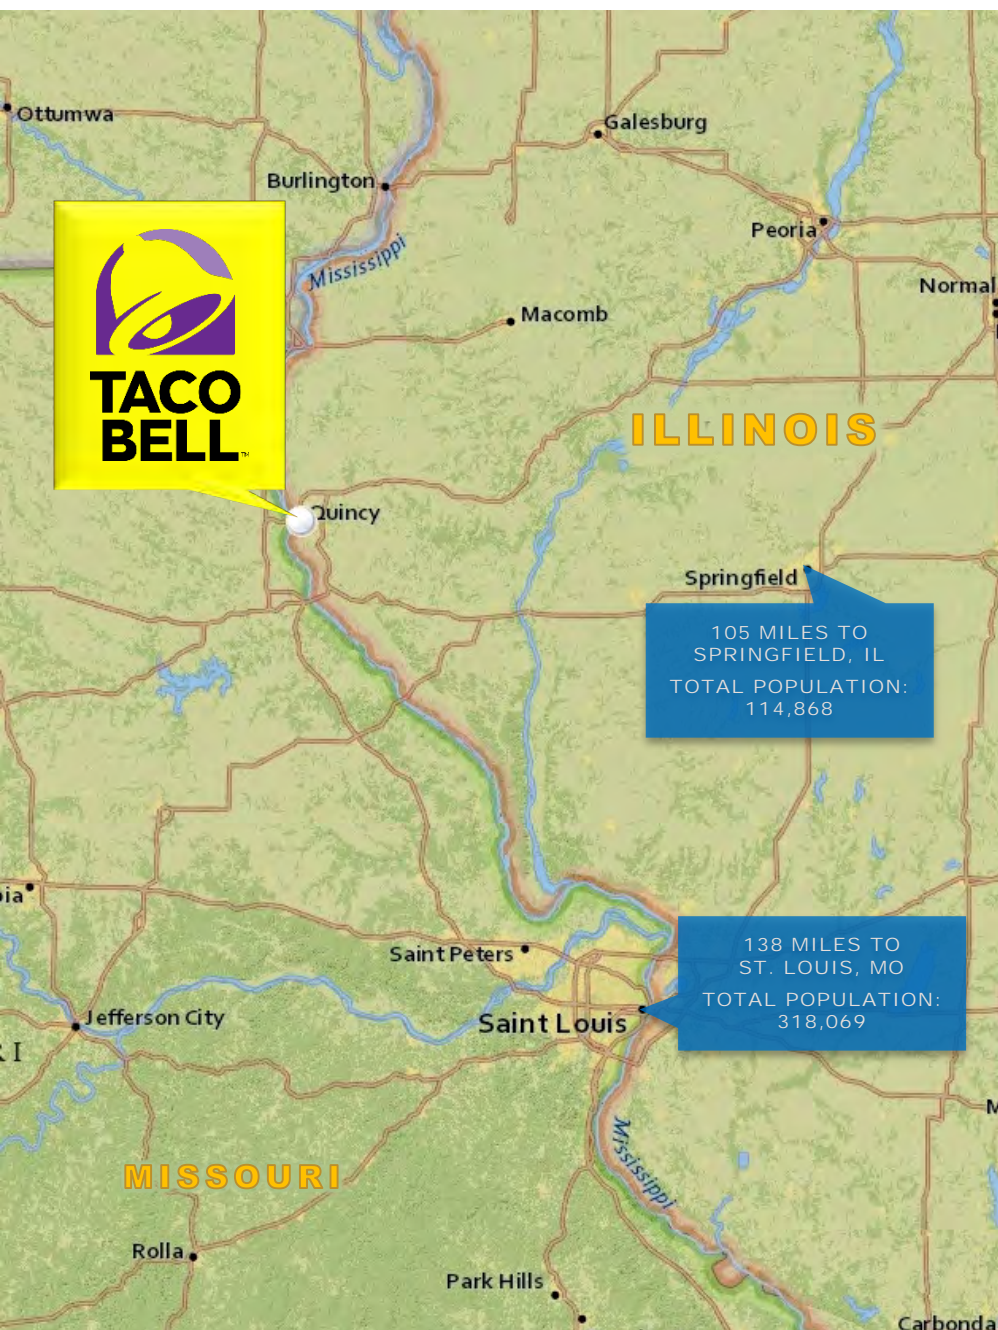 Ottumwa
Galesburg
Burlington
Peoria
Mississippi
Normal
Macomb
TACO
BELL™
ILLINOIS
Quincy
Springfield
105 MILES TO
SPRINGFIELD, IL
TOTAL POPULATION:
114,868
Saint Peters
138 MILES TO
ST. LOUIS, MO
TOTAL POPULATION:
318,069
Jefferson City
Saint Louis
Mississippi
MISSOURI
Rolla
Park Hills
Carbonda